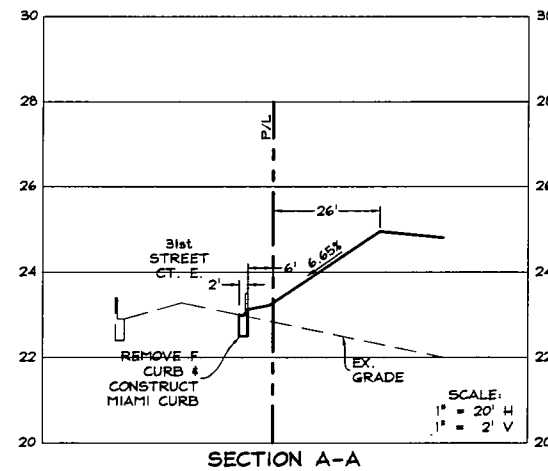 30
30
28
28
P/L
26
26
26'
31st
STREET
CT. E.
6.65%
24
24
2'
6'
22
22
REMOVE F
CURB &
CONSTRUCT
MIAMI CURB
EX.
GRADE
SCALE:
1" = 20' H
1" = 2' V
20
20
SECTION A-A